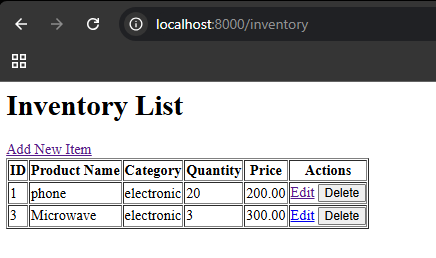 localhost:8000/inventory
Inventory List
Add New Item
ID Product Name Category Quantity Price Actions
1 phone electronic 20 200.00 Edit Delete
3 Microwave electronic 3 300.00 Edit Delete